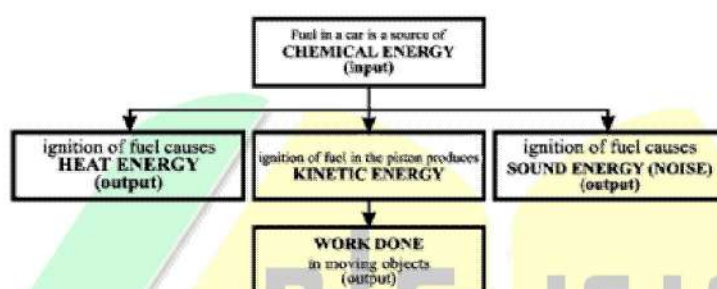 Fuel in a car is a source of
CHEMICAL ENERGY
(input)
ignition of fuel causes
HEAT ENERGY
(output)
ignition of fuel in the piston produces
KINETIC ENERGY
ignition of fuel causes
SOUND ENERGY (NOISE)
(output)
WORK DONE
in moving objects
(output)